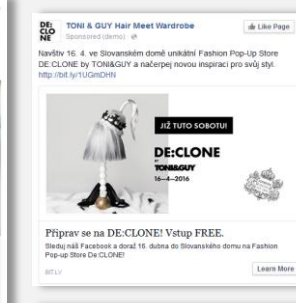 DE:
CLO
NE
TONI & GUY Hair Meet Wardrobe
Sponsored (demo)
Like Page
Navštiv 16. 4. ve Slovanském domě unikátní Fashion Pop-Up Store
DE:CLONE by TONI&GUY a načerpej novou inspiraci pro svůj styl.
http://bit.ly/1UGmDHN
JIŽ TUTO SOBOTU!
DE:CLONE
BY
TONI&GUY
16–4–2016
Připrav se na DE:CLONE! Vstup FREE.
Sleduj náš Facebook a doraž 16. dubna do Slovanského domu na Fashion
Pop-up Store De:CLONE!
BIT.LY
Learn More